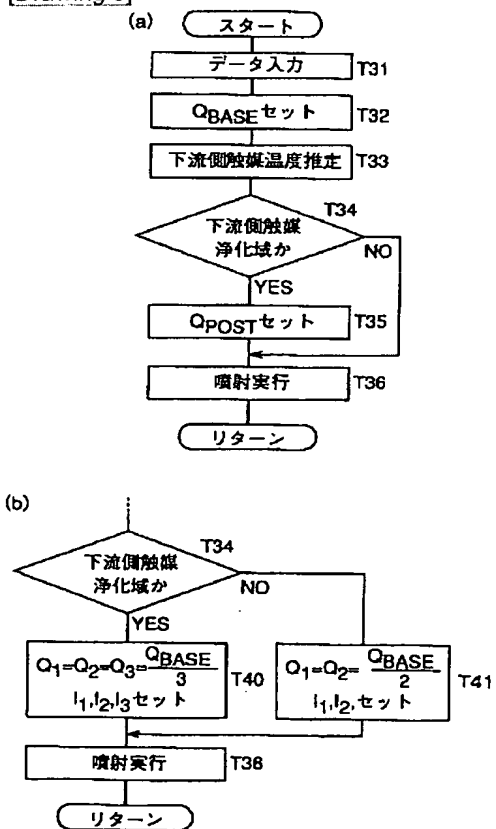 [Drawing 8]
(a)
スタート
データ入力 T31
QBASEセット T32
下流側触媒温度推定 T33
T34
下流側触媒
浄化域か
NO
YES
QPOSTセット T35
噴射実行 T36
リターン
(b)
T34
下流側触媒
浄化域か
NO
YES
Q1=Q2=Q3=QBASE/3
I1,I2,I3セット
T40
Q1=Q2=QBASE/2
I1,I2,セット
T41
噴射実行 T36
リターン